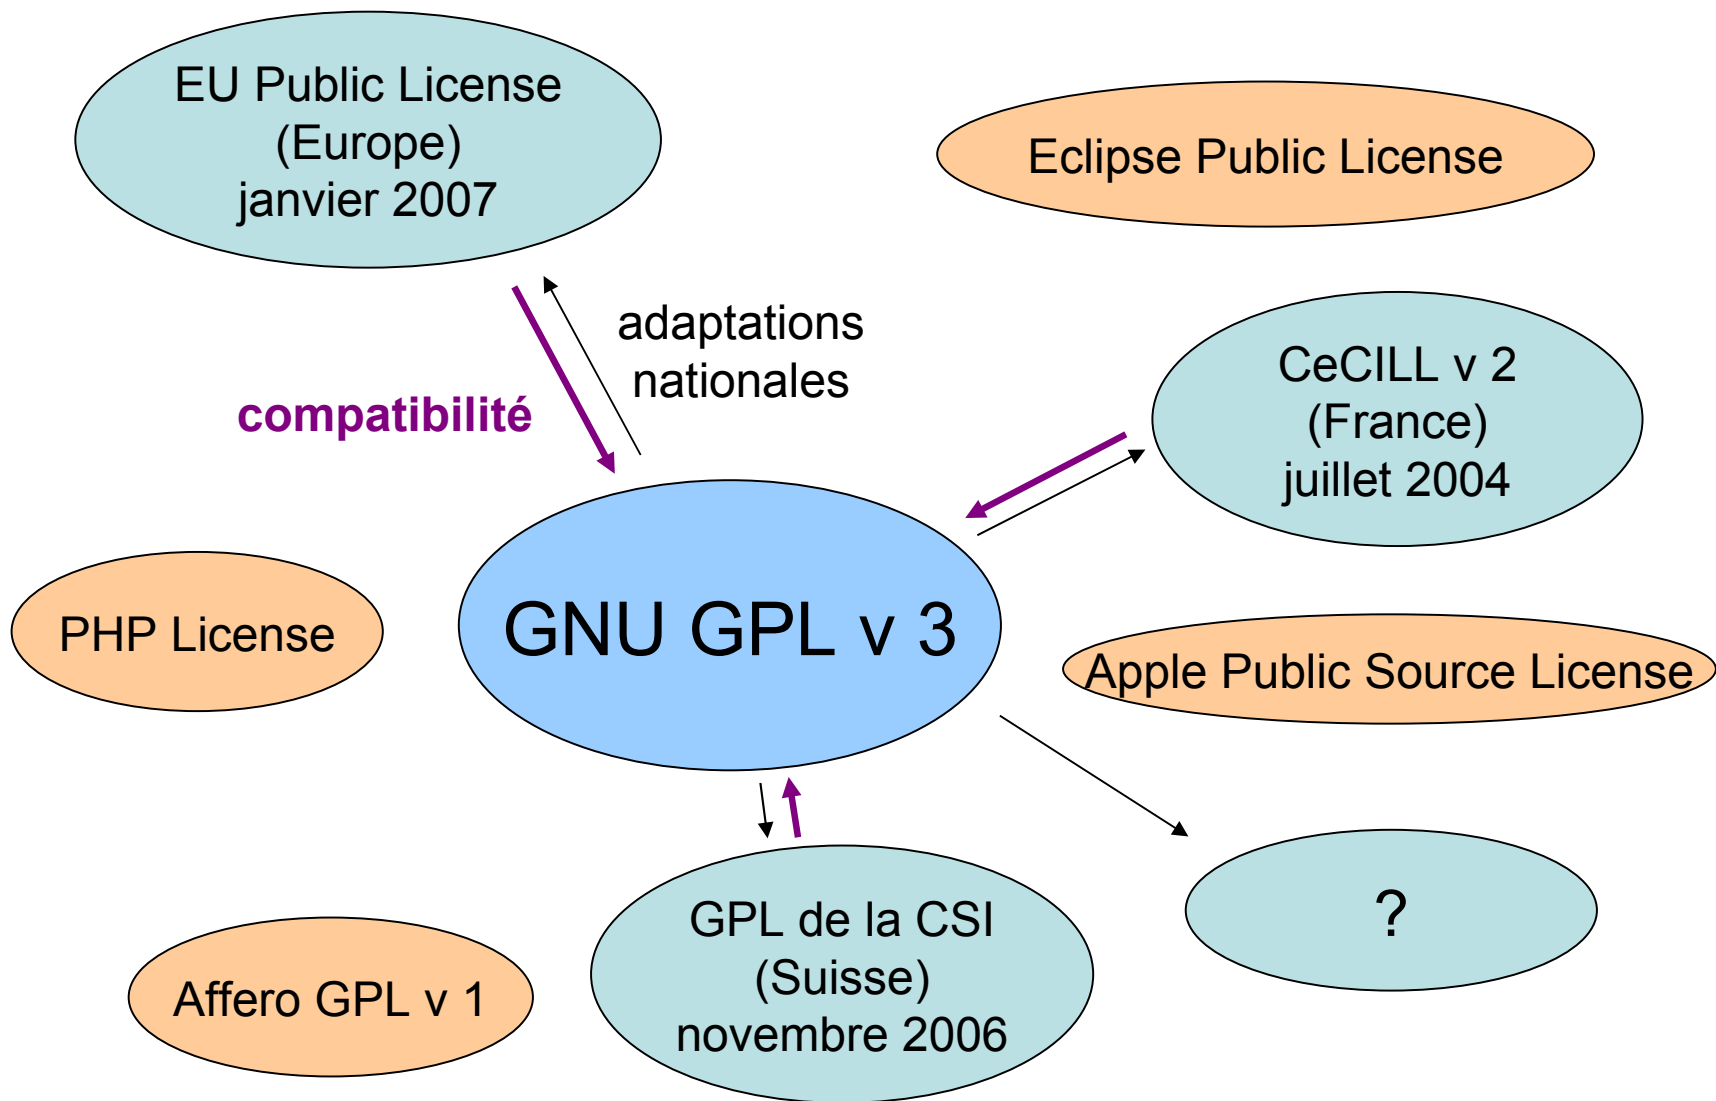 EU Public License
(Europe)
janvier 2007
Eclipse Public License
adaptations
nationales
compatibilité
CeCILL v 2
(France)
juillet 2004
GNU GPL v 3
PHP License
Apple Public Source License
GPL de la CSI
(Suisse)
novembre 2006
?
Affero GPL v 1